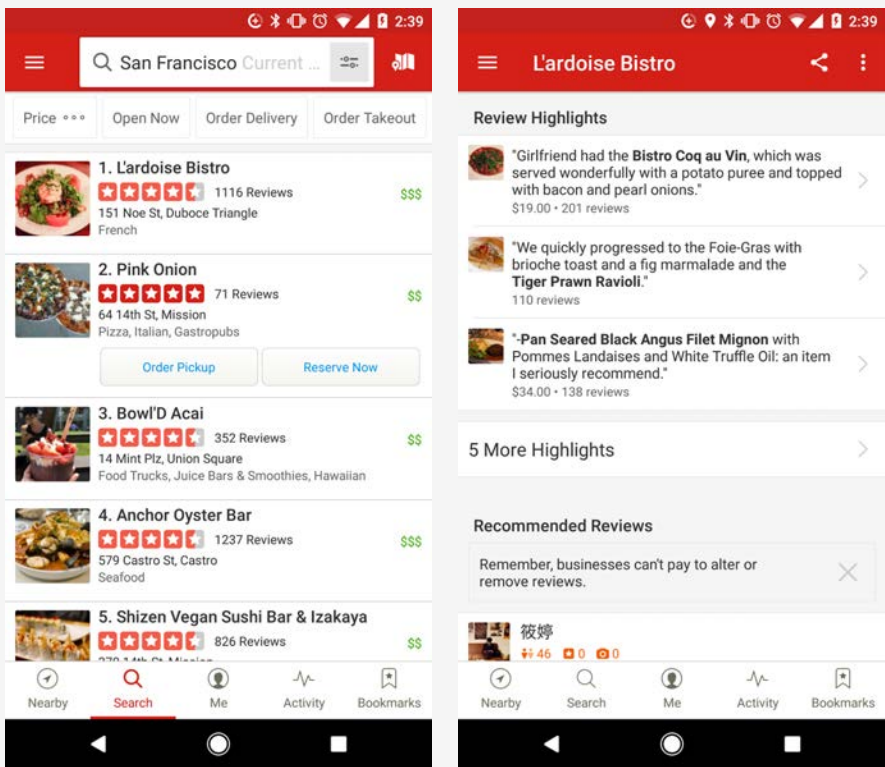 2:39
San Francisco Current ...
Price
Open Now
Order Delivery
Order Takeout
1. L'ardoise Bistro
1116 Reviews
$$$
151 Noe St, Duboce Triangle
French
2. Pink Onion
71 Reviews
$$
64 14th St, Mission
Pizza, Italian, Gastropubs
Order Pickup
Reserve Now
3. Bowl'D Acai
352 Reviews
$$
14 Mint Plz, Union Square
Food Trucks, Juice Bars & Smoothies, Hawaiian
4. Anchor Oyster Bar
1237 Reviews
$$$
579 Castro St, Castro
Seafood
5. Shizen Vegan Sushi Bar & Izakaya
826 Reviews
$$
14th St, Mission
Nearby
Search
Me
Activity
Bookmarks
2:39
L'ardoise Bistro
Review Highlights
"Girlfriend had the Bistro Coq au Vin, which was
served wonderfully with a potato puree and topped
with bacon and pearl onions."
$19.00 • 201 reviews
"We quickly progressed to the Foie-Gras with
brioche toast and a fig marmalade and the
Tiger Prawn Ravioli."
110 reviews
"-Pan Seared Black Angus Filet Mignon with
Pommes Landaises and White Truffle Oil: an item
I seriously recommend."
$34.00 • 138 reviews
5 More Highlights
Recommended Reviews
Remember, businesses can't pay to alter or
remove reviews.
筱婷
46 0 0
Nearby
Search
Me
Activity
Bookmarks